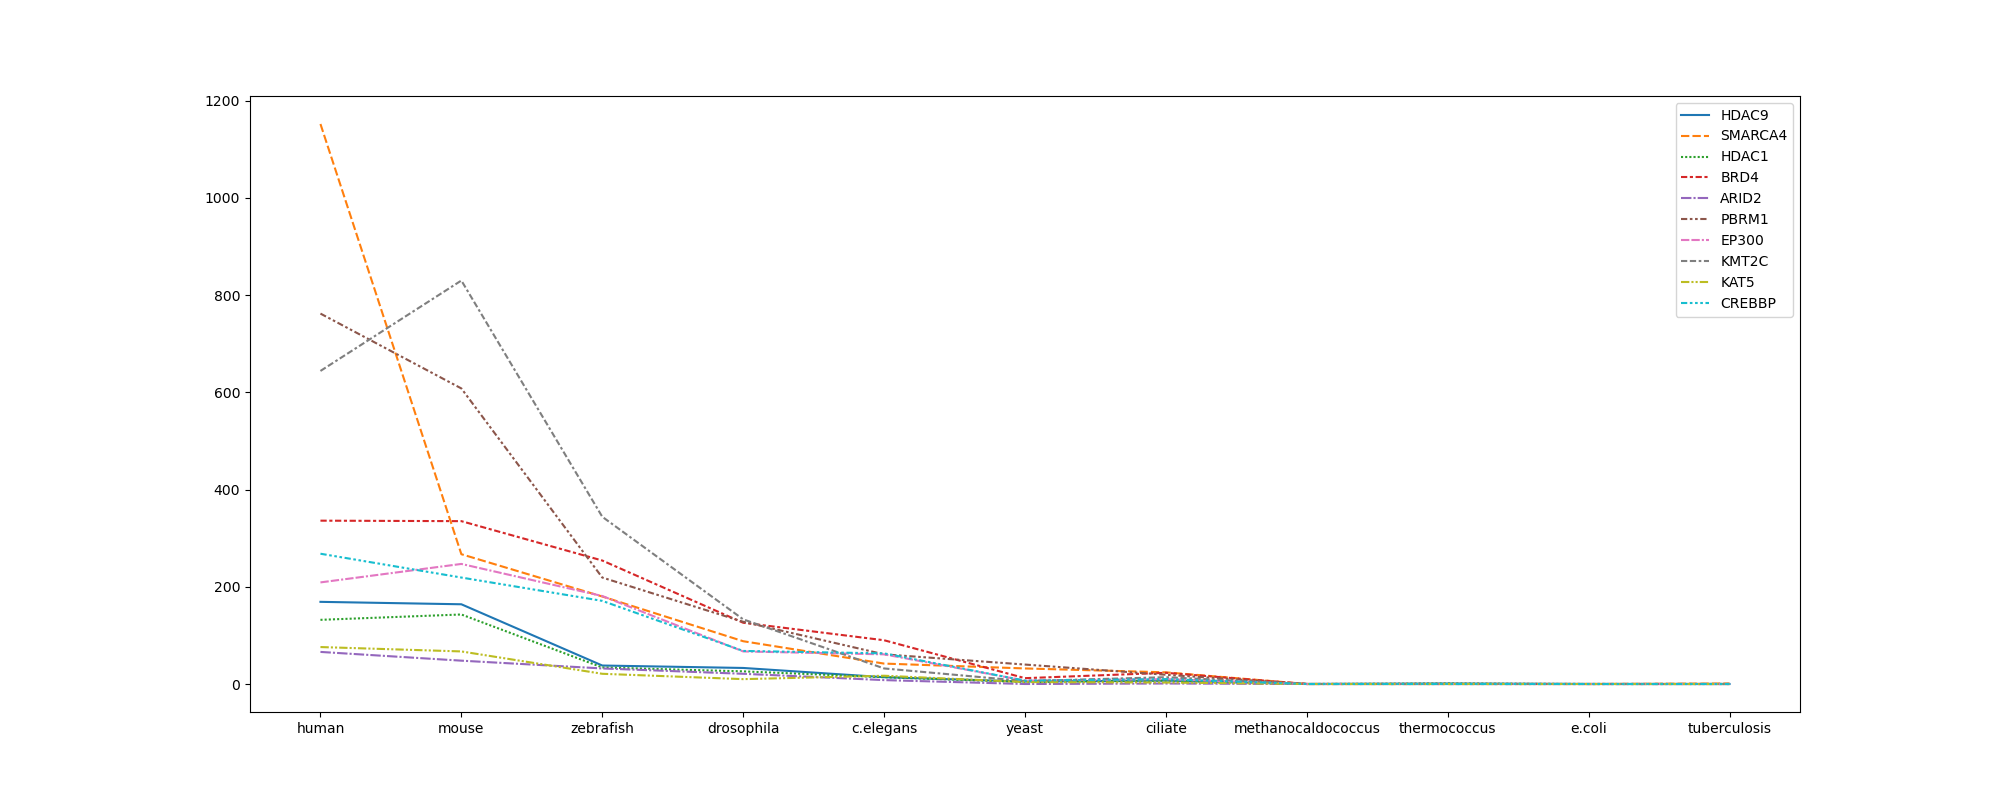 1200
1000
800
600
400
200
0
human mouse zebrafish drosophila c.elegans yeast ciliate methanocaldococcus thermococcus e.coli tuberculosis
HDAC9
SMARCA4
HDAC1
BRD4
ARID2
PBRM1
EP300
KMT2C
KAT5
CREBBP